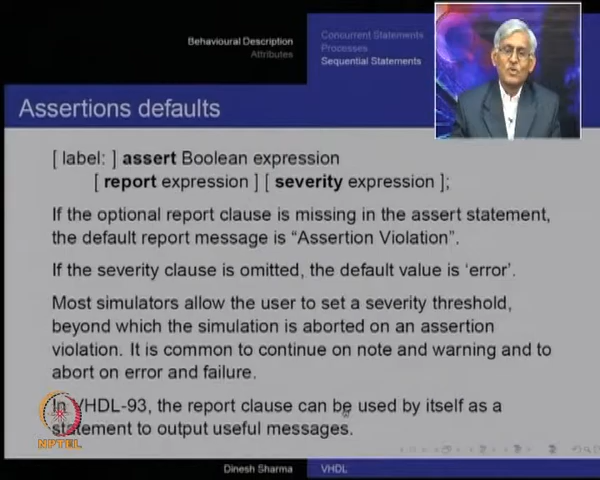 Behavioural Description
Attributes
Concurrent Statements
Processes
Sequential Statements
Assertions defaults
[ label: ] assert Boolean expression
[ report expression ] [ severity expression ];
If the optional report clause is missing in the assert statement,
the default report message is “Assertion Violation”.
If the severity clause is omitted, the default value is ‘error’.
Most simulators allow the user to set a severity threshold,
beyond which the simulation is aborted on an assertion
violation. It is common to continue on note and warning and to
abort on error and failure.
In VHDL-93, the report clause can be used by itself as a
statement to output useful messages.
NPTEL
Dinesh Sharma
VHDL